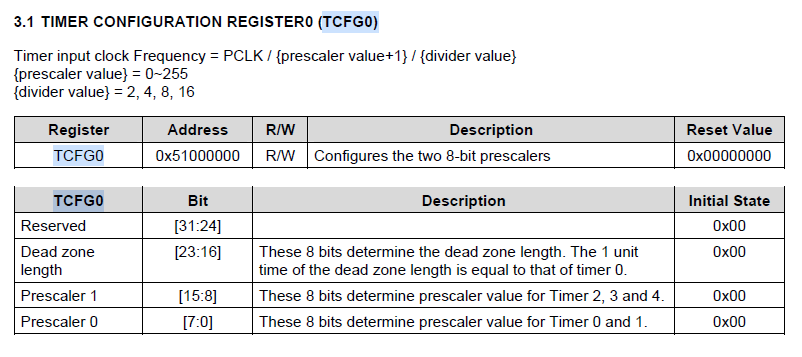 3.1 TIMER CONFIGURATION REGISTER0 (TCFG0)
Timer input clock Frequency = PCLK / {prescaler value+1} / {divider value}
{prescaler value} = 0~255
{divider value} = 2, 4, 8, 16
Register Address R/W Description Reset Value
TCFG0 0x51000000 R/W Configures the two 8-bit prescalers 0x00000000
TCFG0 Bit Description Initial State
Reserved [31:24] 0x00
Dead zone [23:16] These 8 bits determine the dead zone length. The 1 unit 0x00
length time of the dead zone length is equal to that of timer 0.
Prescaler 1 [15:8] These 8 bits determine prescaler value for Timer 2, 3 and 4. 0x00
Prescaler 0 [7:0] These 8 bits determine prescaler value for Timer 0 and 1. 0x00